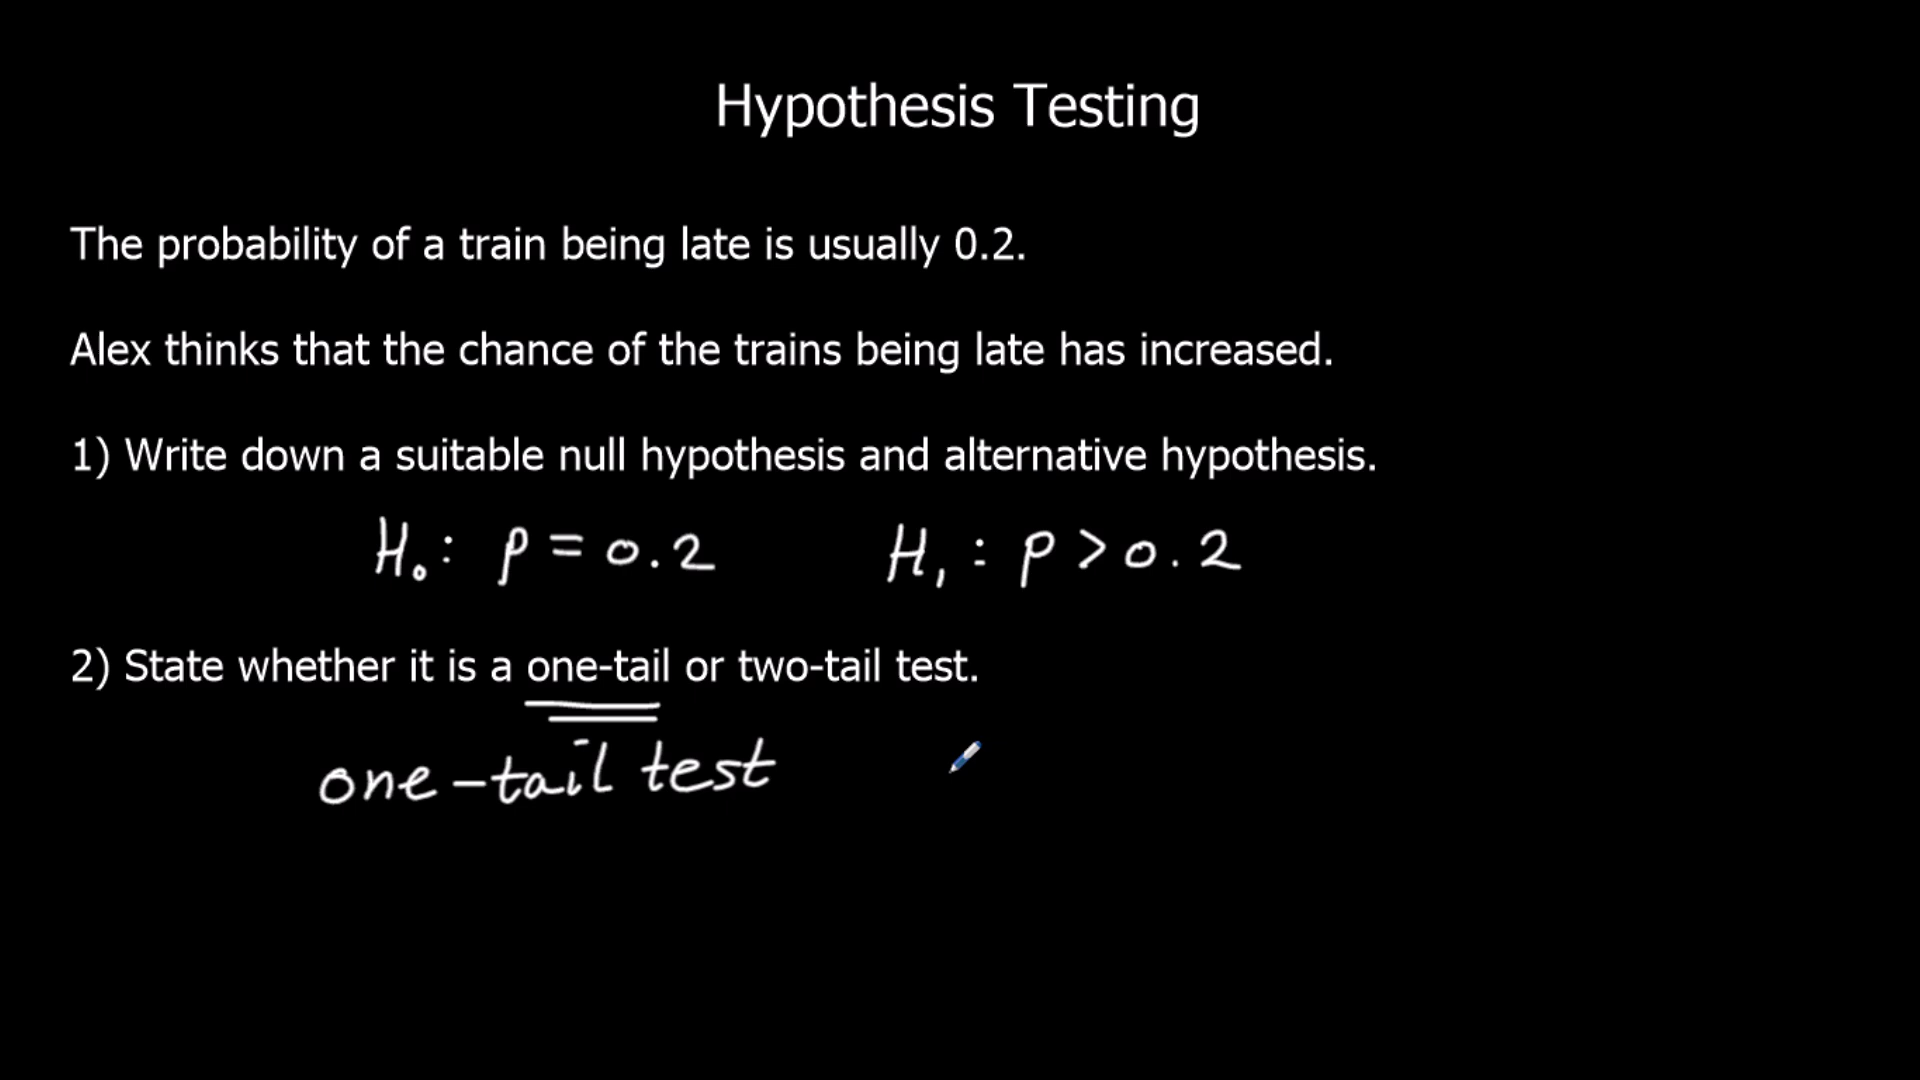 Hypothesis Testing
The probability of a train being late is usually 0.2.
Alex thinks that the chance of the trains being late has increased.
1) Write down a suitable null hypothesis and alternative hypothesis.
H₀: p = 0.2 H₁: p > 0.2
2) State whether it is a one-tail or two-tail test.
one-tail test